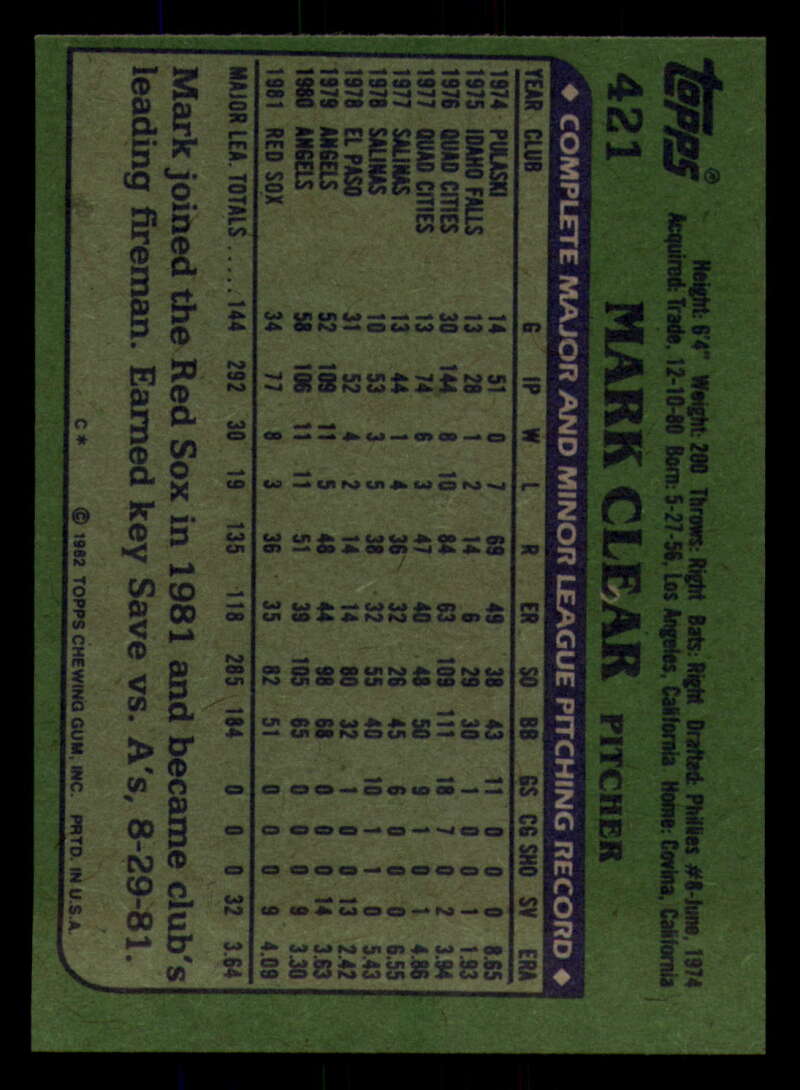 TOPPS®
421
Height: 6'4" Weight: 200 Throws: Right Bats: Right Drafted: Phillies #8-June, 1974
Acquired: Trade, 12-10-80 Born: 5-27-56, Los Angeles, California Home: Covina, California
MARK CLEAR PITCHER
◆ COMPLETE MAJOR AND MINOR LEAGUE PITCHING RECORD ◆
YEAR CLUB G IP W L R ER SO BB GS CG SHO SV ERA
1974 PULASKI 14 51 0 7 69 49 38 43 11 0 0 0 8.65
1975 IDAHO FALLS 13 28 1 2 14 6 29 30 1 0 0 1 1.93
1976 QUAD CITIES 30 144 8 10 84 63 109 111 18 7 0 2 3.94
1977 QUAD CITIES 13 74 6 3 47 40 48 50 9 1 0 1 4.86
1977 SALINAS 13 44 1 4 36 32 26 45 6 0 0 0 6.55
1978 SALINAS 10 53 3 5 38 32 55 40 10 1 1 0 5.43
1978 EL PASO 31 52 4 2 14 14 80 32 1 0 0 13 2.42
1979 ANGELS 52 109 11 5 48 44 98 68 0 0 0 14 3.63
1980 ANGELS 58 106 11 11 51 39 105 65 0 0 0 9 3.30
1981 RED SOX 34 77 8 3 36 35 82 51 0 0 0 9 4.09
MAJOR LEA. TOTALS ..... 144 292 30 19 135 118 285 184 0 0 0 32 3.64
Mark joined the Red Sox in 1981 and became club's
leading fireman. Earned key Save vs. A's, 8-29-81.
C* © 1982 TOPPS CHEWING GUM, INC. PRTD. IN U.S.A.